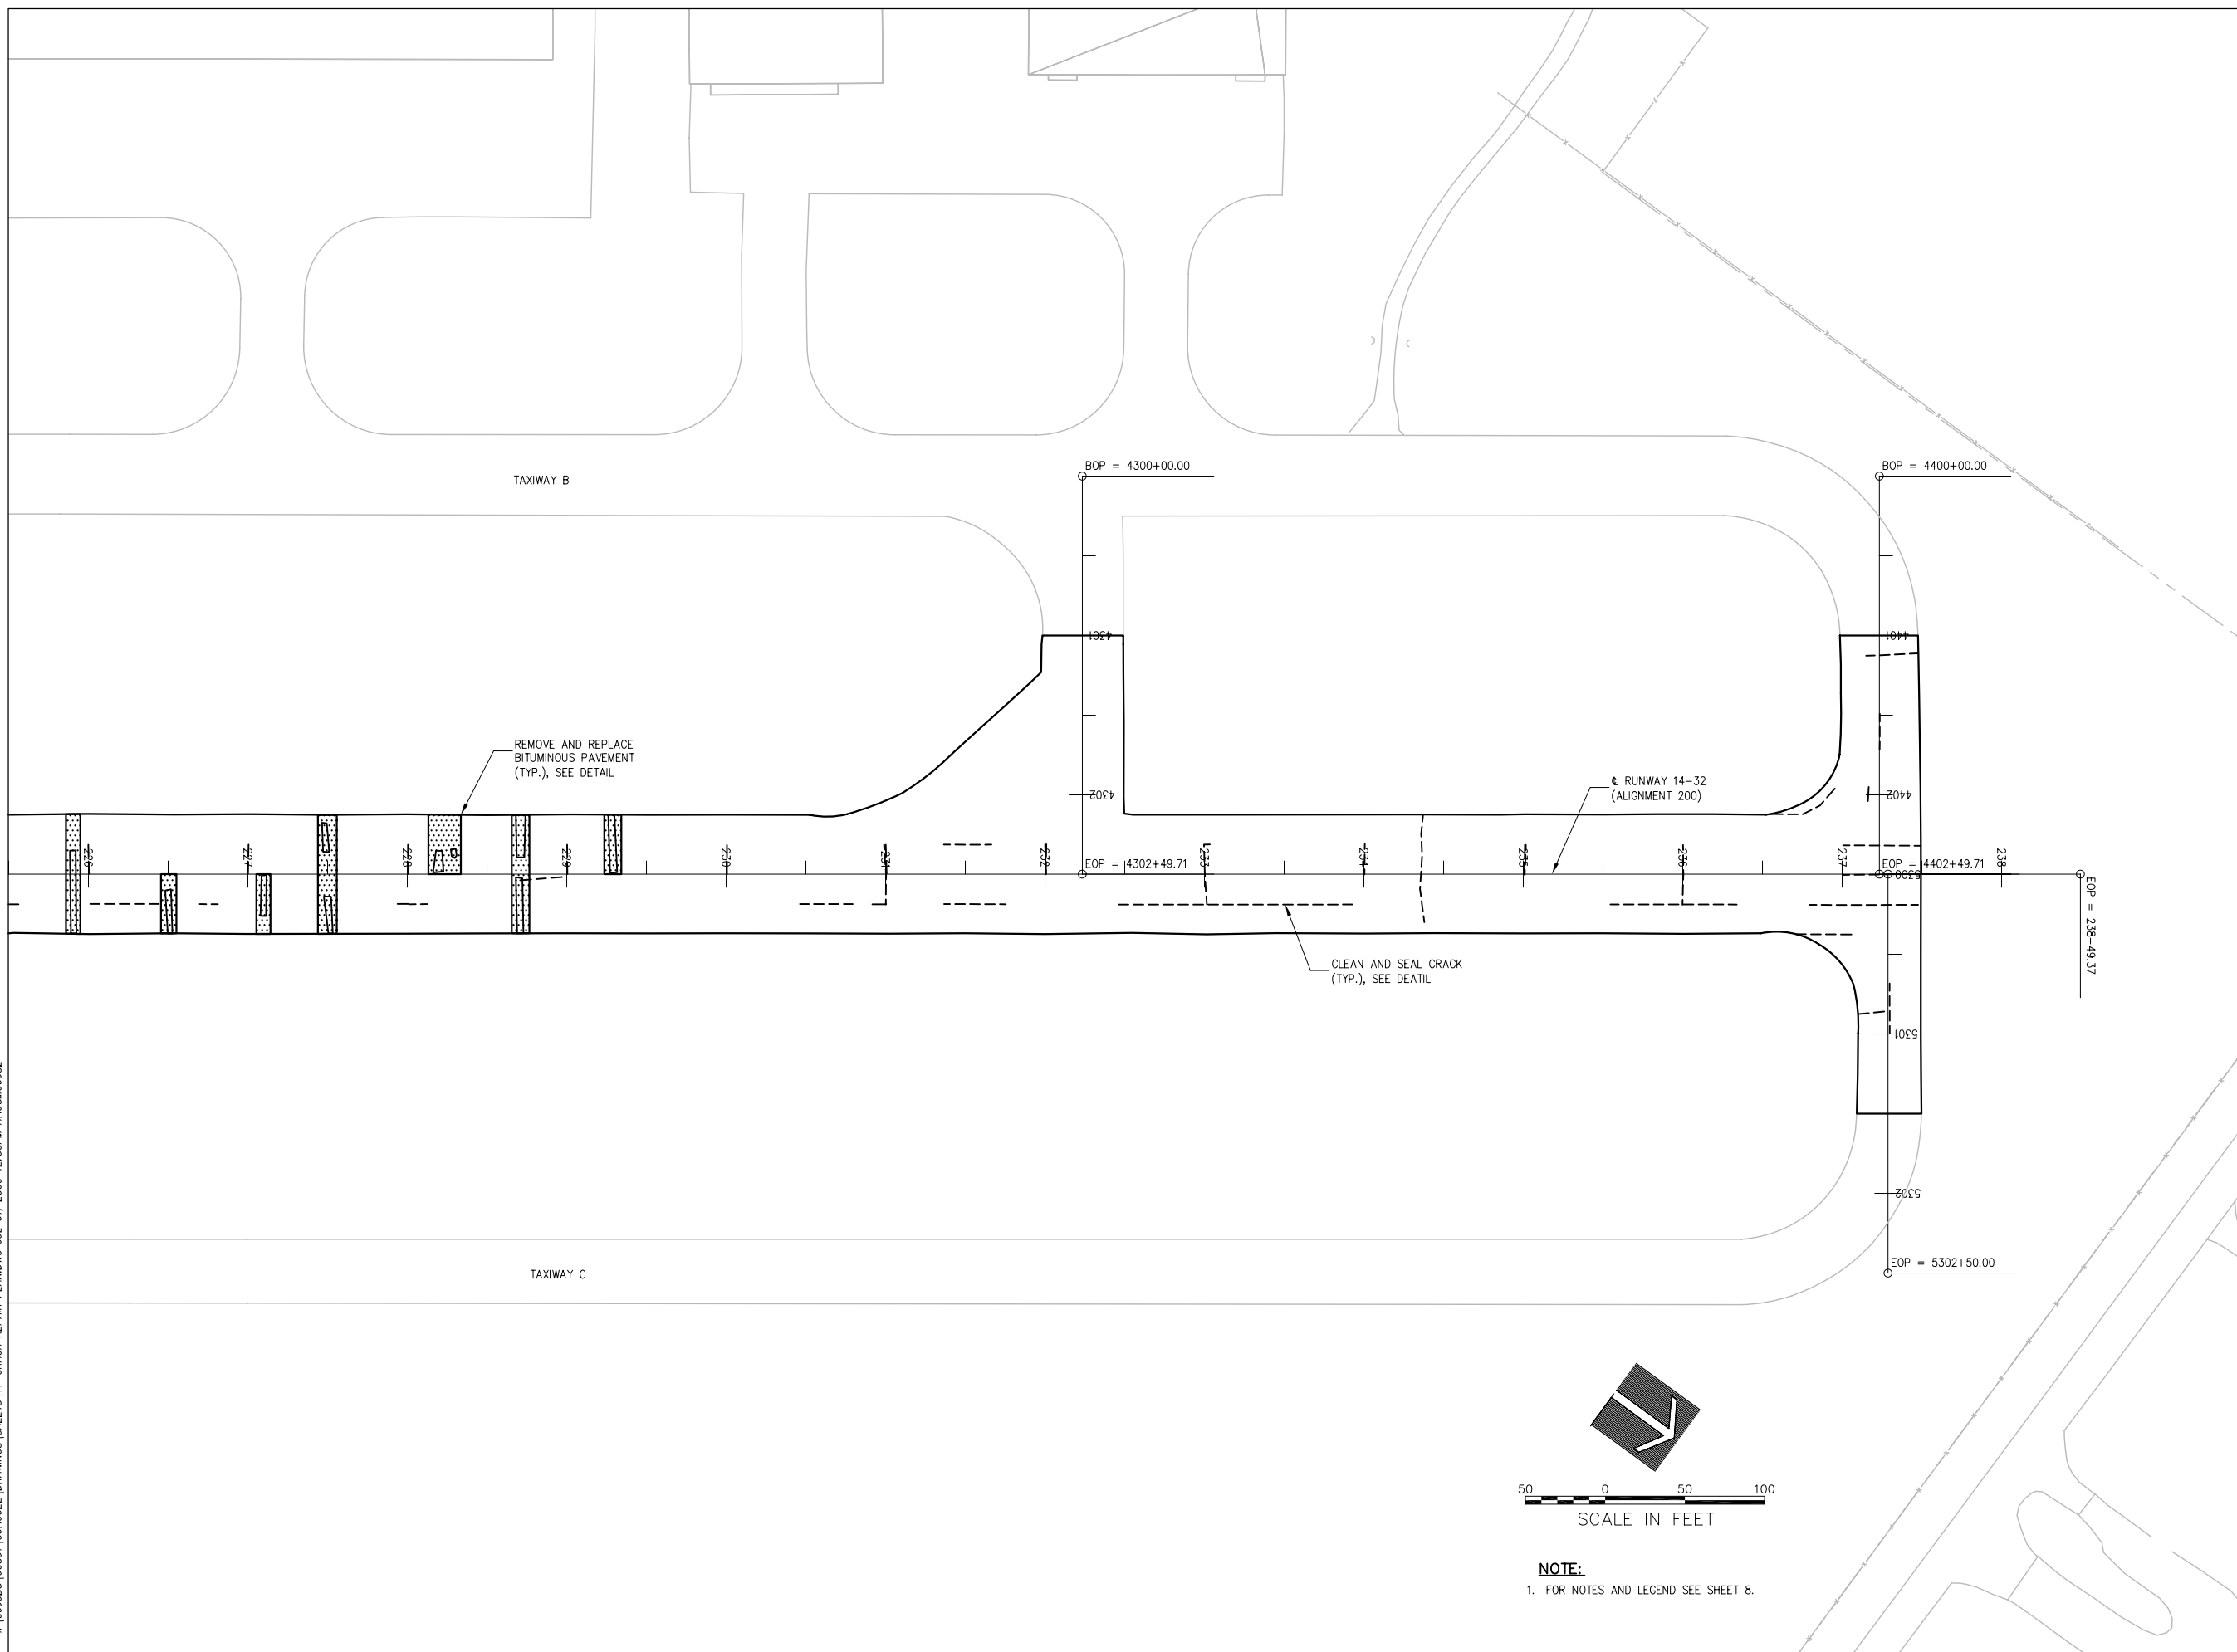 TAXIWAY B
BOP = 4300+00.00
BOP = 4400+00.00
4301
4401
REMOVE AND REPLACE
BITUMINOUS PAVEMENT
(TYP.), SEE DETAIL
℄ RUNWAY 14-32
(ALIGNMENT 200)
4302
4402
226
227
228
229
230
231
232
233
234
235
236
237
238
EOP = 4302+49.71
EOP = 4402+49.71
5300
EOP = 238+49.37
CLEAN AND SEAL CRACK
(TYP.), SEE DEATIL
5301
5302
EOP = 5302+50.00
TAXIWAY C
50 0 50 100
SCALE IN FEET
NOTE:
1. FOR NOTES AND LEGEND SEE SHEET 8.